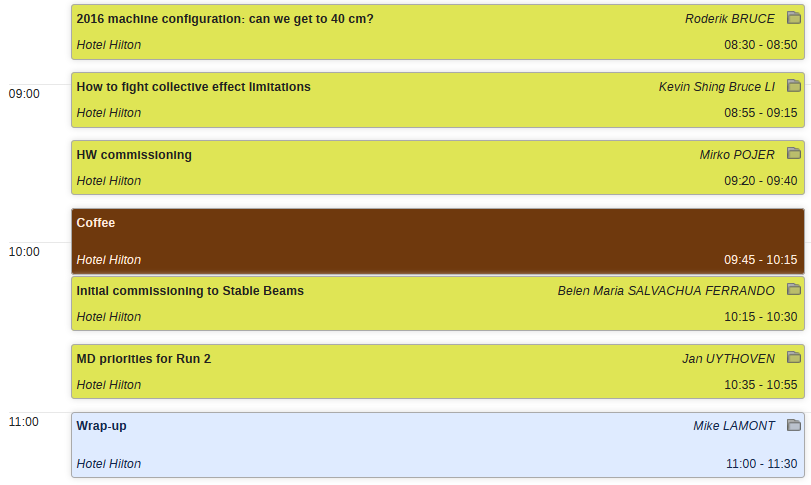 2016 machine configuration: can we get to 40 cm? Roderik BRUCE
Hotel Hilton 08:30 - 08:50
09:00
How to fight collective effect limitations Kevin Shing Bruce LI
Hotel Hilton 08:55 - 09:15
HW commissioning Mirko POJER
Hotel Hilton 09:20 - 09:40
Coffee
10:00
Hotel Hilton 09:45 - 10:15
Initial commissioning to Stable Beams Belen Maria SALVACHUA FERRANDO
Hotel Hilton 10:15 - 10:30
MD priorities for Run 2 Jan UYTHOVEN
Hotel Hilton 10:35 - 10:55
11:00
Wrap-up Mike LAMONT
Hotel Hilton 11:00 - 11:30